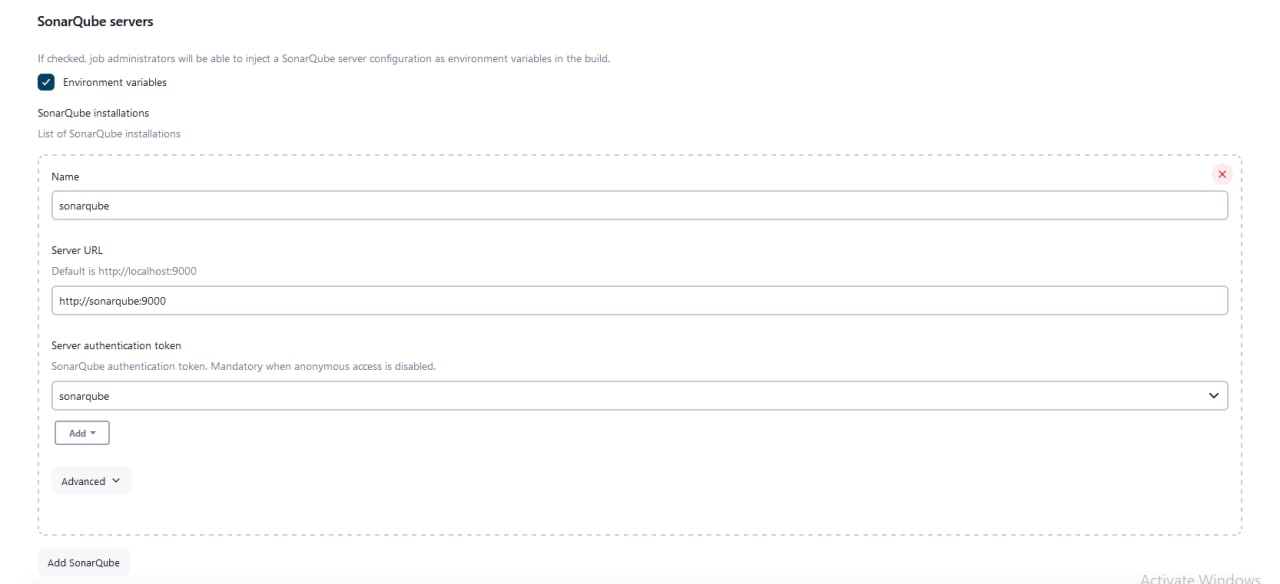 SonarQube servers
If checked, job administrators will be able to inject a SonarQube server configuration as environment variables in the build.
Environment variables
SonarQube installations
List of SonarQube installations
Name
sonarqube
Server URL
Default is http://localhost:9000
http://sonarqube:9000
Server authentication token
SonarQube authentication token. Mandatory when anonymous access is disabled.
sonarqube
Add
Advanced
Add SonarQube
Activate Windows